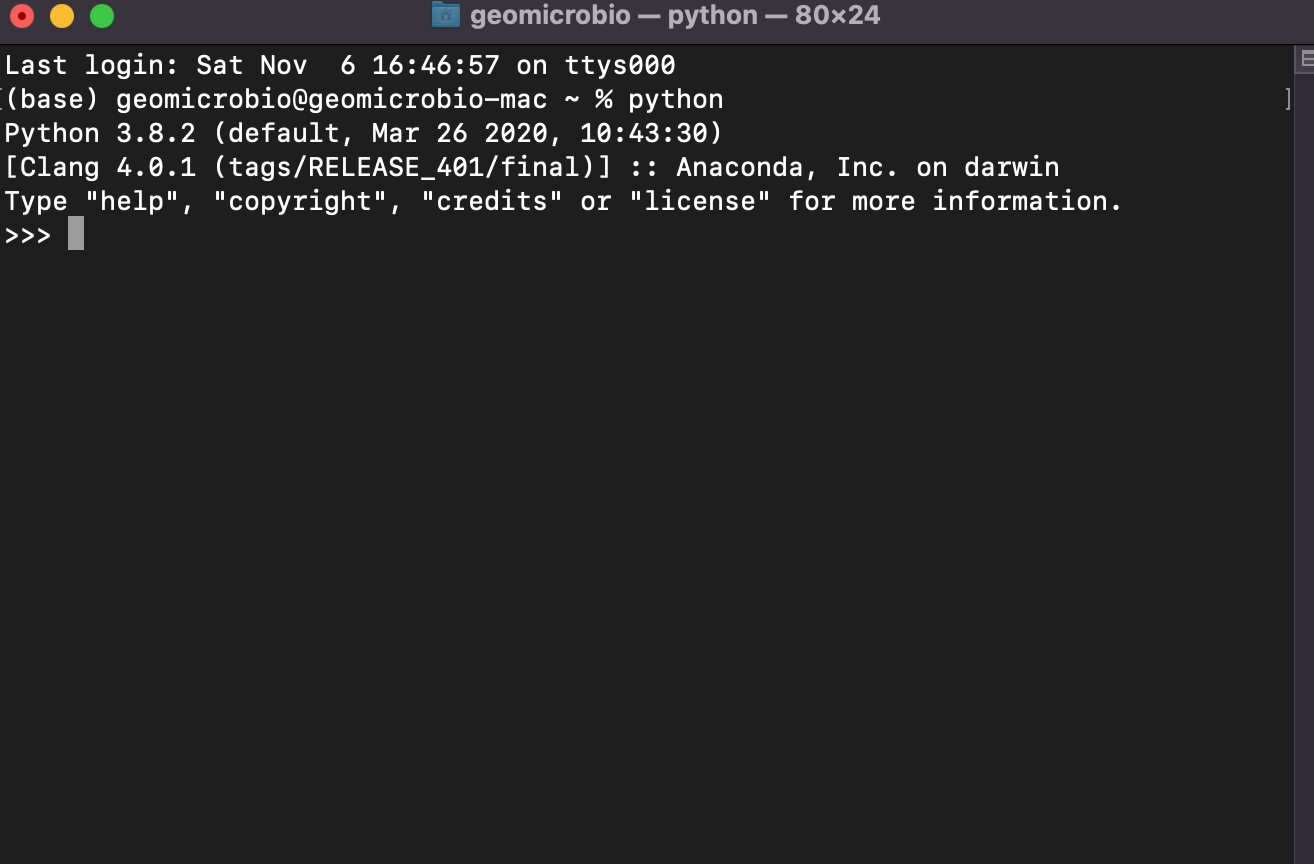 geomicrobio — python — 80×24
Last login: Sat Nov  6 16:46:57 on ttys000
[(base) geomicrobio@geomicrobio-mac ~ % python ]
Python 3.8.2 (default, Mar 26 2020, 10:43:30)
[Clang 4.0.1 (tags/RELEASE_401/final)] :: Anaconda, Inc. on darwin
Type "help", "copyright", "credits" or "license" for more information.
>>>